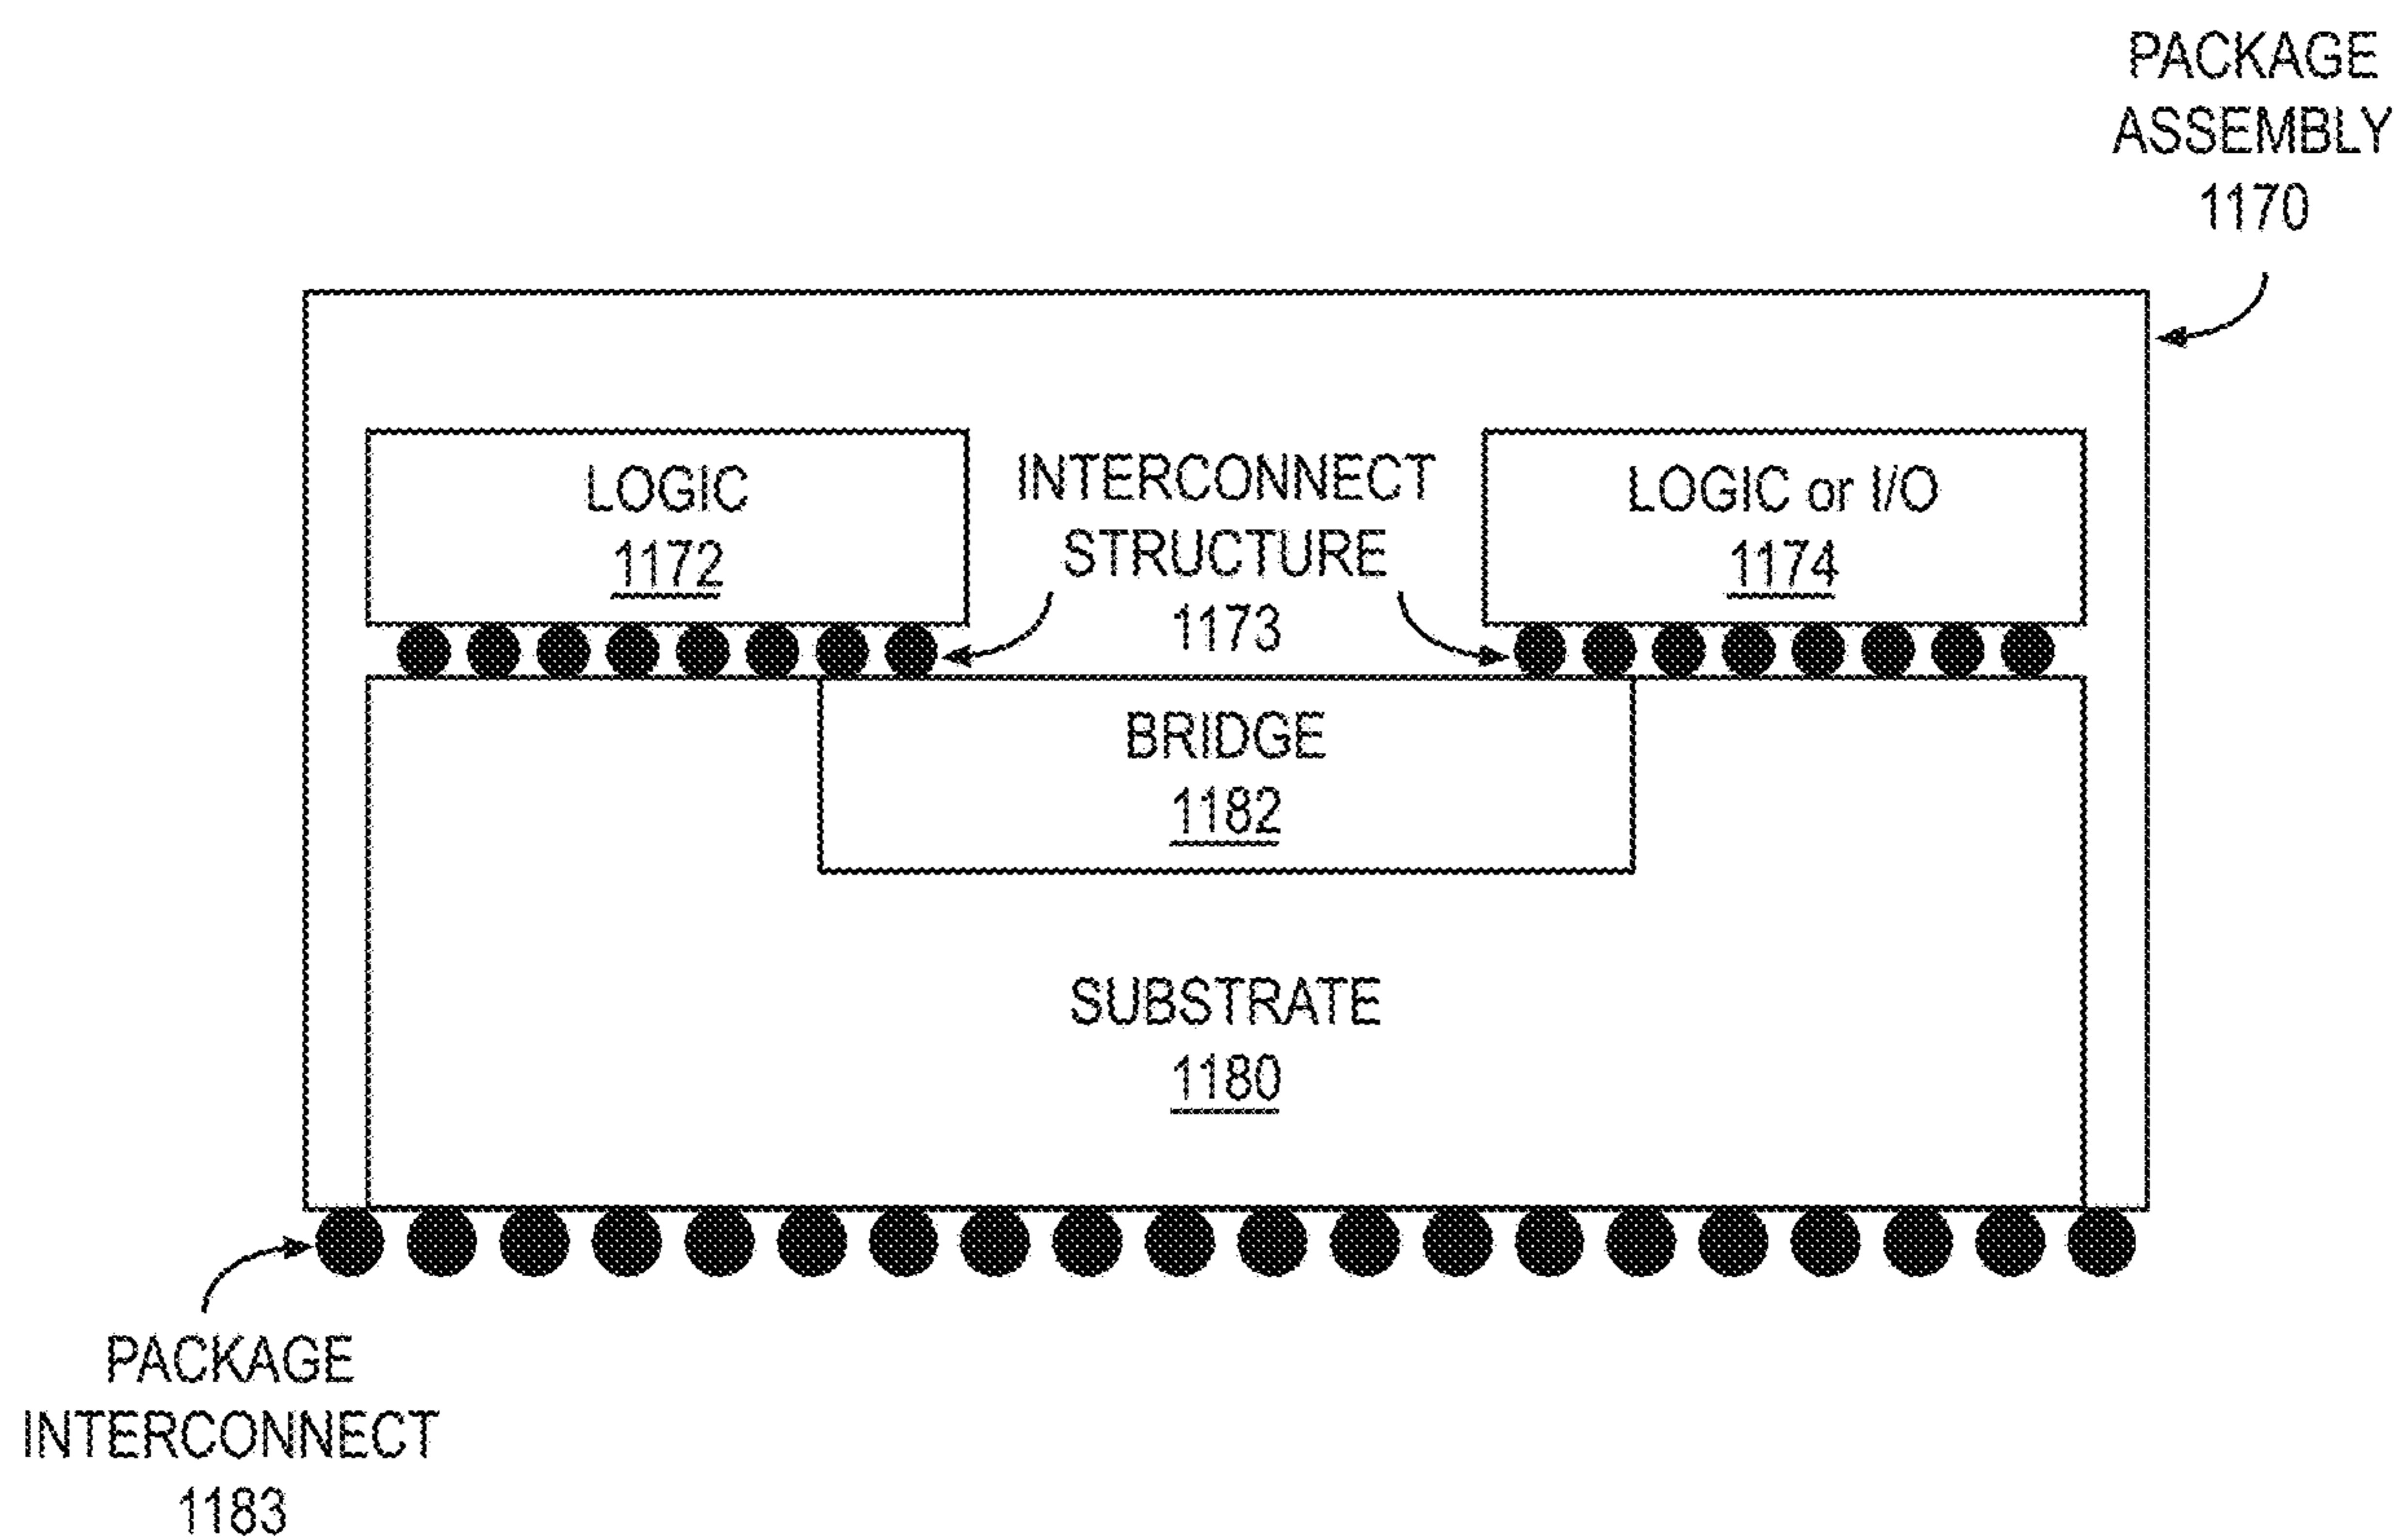 PACKAGE
ASSEMBLY
1170
LOGIC
1172
INTERCONNECT
STRUCTURE
1173
LOGIC or I/O
1174
BRIDGE
1182
SUBSTRATE
1180
PACKAGE
INTERCONNECT
1183